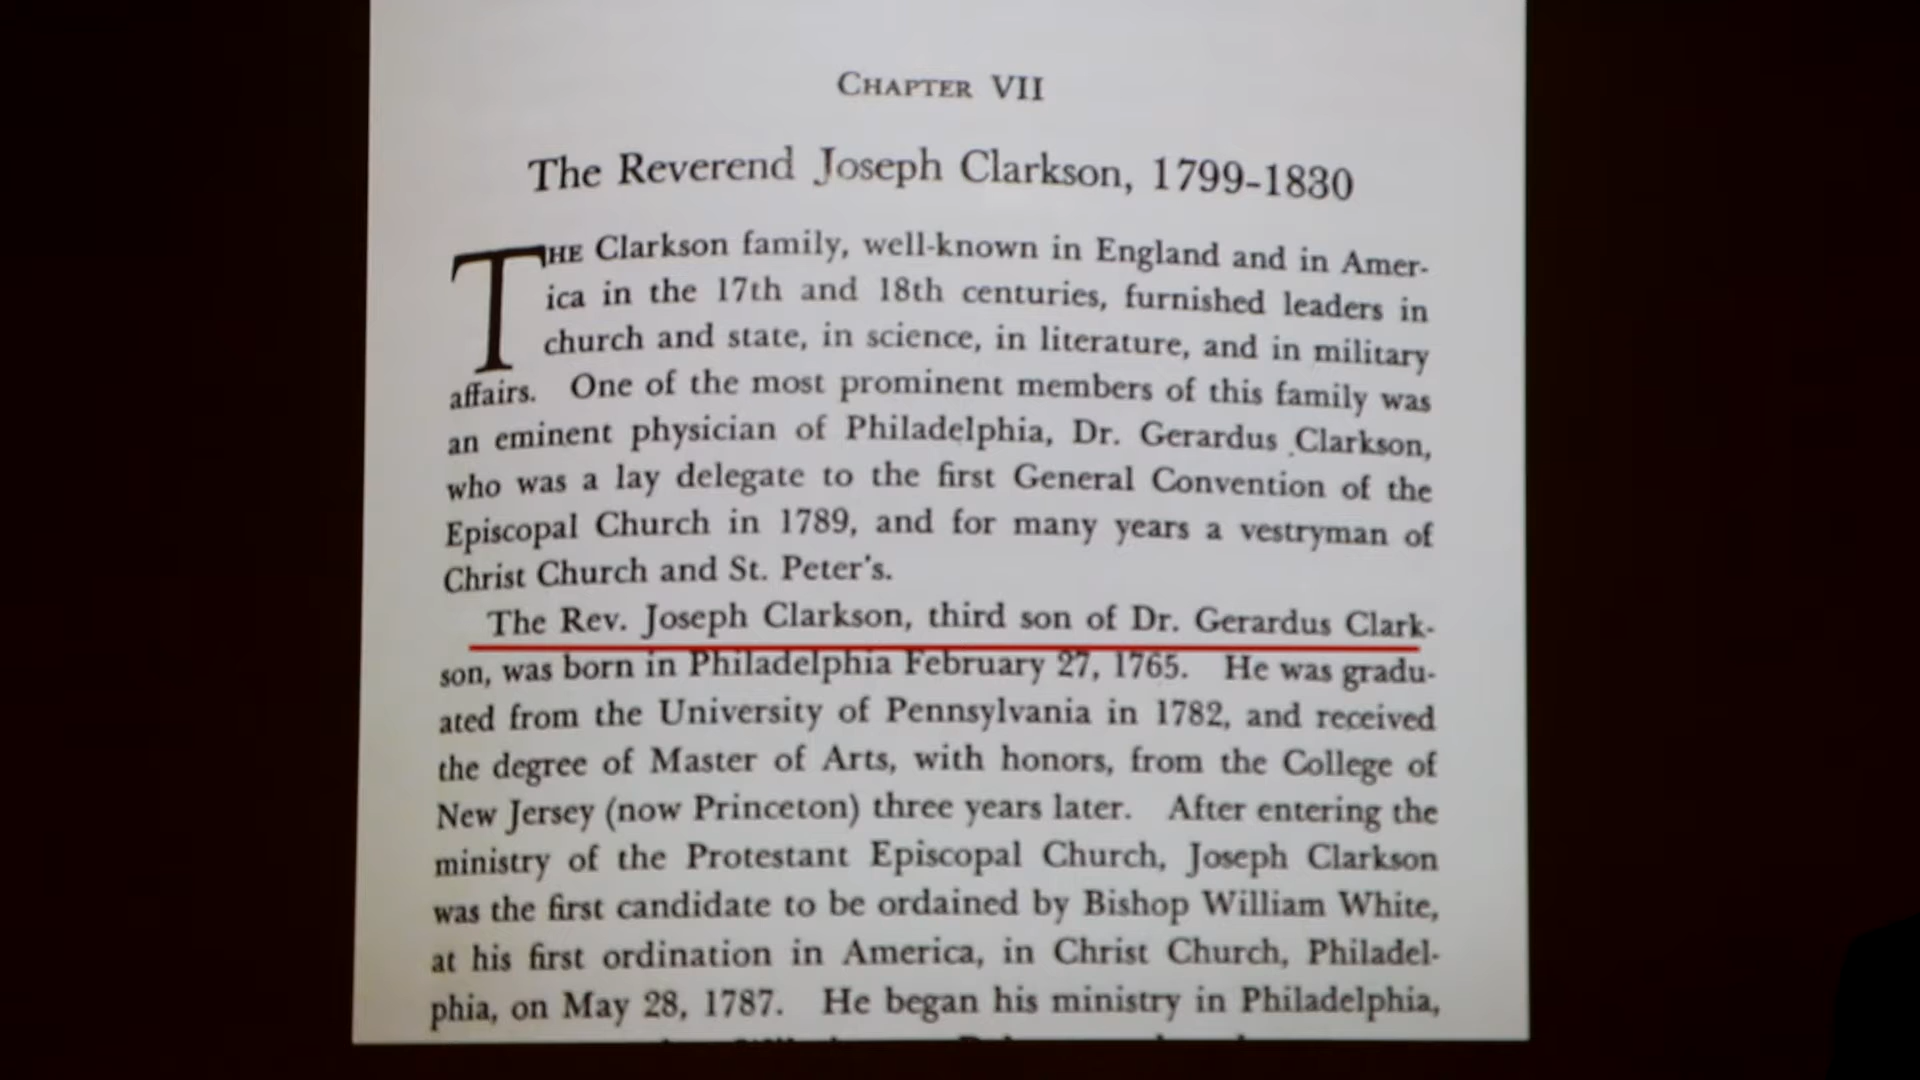 CHAPTER VII
The Reverend Joseph Clarkson, 1799-1830
THE Clarkson family, well-known in England and in Amer-
ica in the 17th and 18th centuries, furnished leaders in
church and state, in science, in literature, and in military
affairs. One of the most prominent members of this family was
an eminent physician of Philadelphia, Dr. Gerardus Clarkson,
who was a lay delegate to the first General Convention of the
Episcopal Church in 1789, and for many years a vestryman of
Christ Church and St. Peter's.
The Rev. Joseph Clarkson, third son of Dr. Gerardus Clark-
son, was born in Philadelphia February 27, 1765. He was gradu-
ated from the University of Pennsylvania in 1782, and received
the degree of Master of Arts, with honors, from the College of
New Jersey (now Princeton) three years later. After entering the
ministry of the Protestant Episcopal Church, Joseph Clarkson
was the first candidate to be ordained by Bishop William White,
at his first ordination in America, in Christ Church, Philadel-
phia, on May 28, 1787. He began his ministry in Philadelphia,